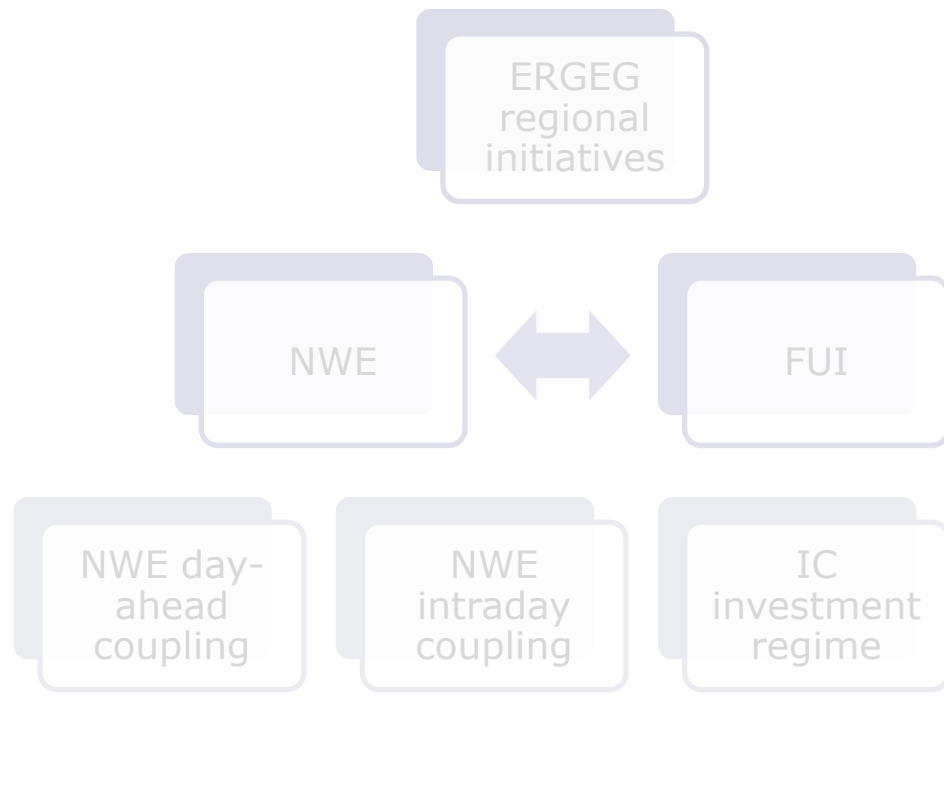 ERGEG
regional
initiatives
NWE
FUI
NWE day-
ahead
coupling
NWE
intraday
coupling
IC
investment
regime